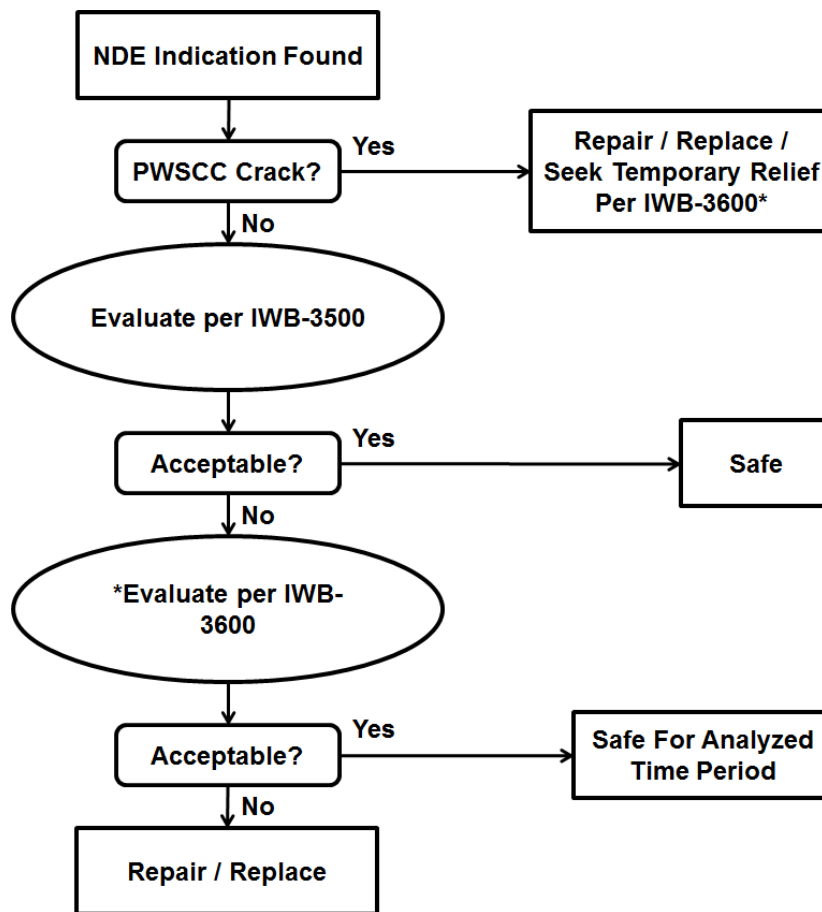 NDE Indication Found
PWSCC Crack?
Yes
Repair / Replace /
Seek Temporary Relief
Per IWB-3600*
No
Evaluate per IWB-3500
Acceptable?
Yes
Safe
No
*Evaluate per IWB-
3600
Acceptable?
Yes
Safe For Analyzed
Time Period
No
Repair / Replace